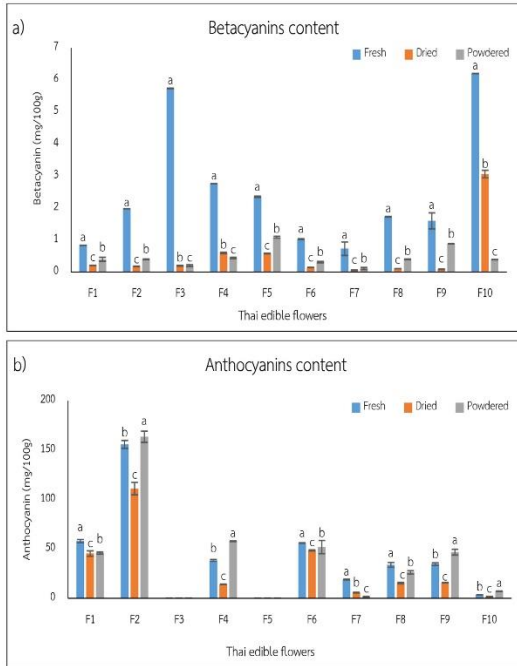 a)
Betacyanins content
Fresh Dried Powdered
Betacyanin (mg/100g)
7
6
5
4
3
2
1
0
a c b a c b a b b a b c a c b a c b a c b a c b a c b a b c
F1 F2 F3 F4 F5 F6 F7 F8 F9 F10
Thai edible flowers
b)
Anthocyanins content
Fresh Dried Powdered
Anthocyanin (mg/100g)
200
150
100
50
0
a c b b c a b c a a c b a b c a c b b c a b c a
F1 F2 F3 F4 F5 F6 F7 F8 F9 F10
Thai edible flowers